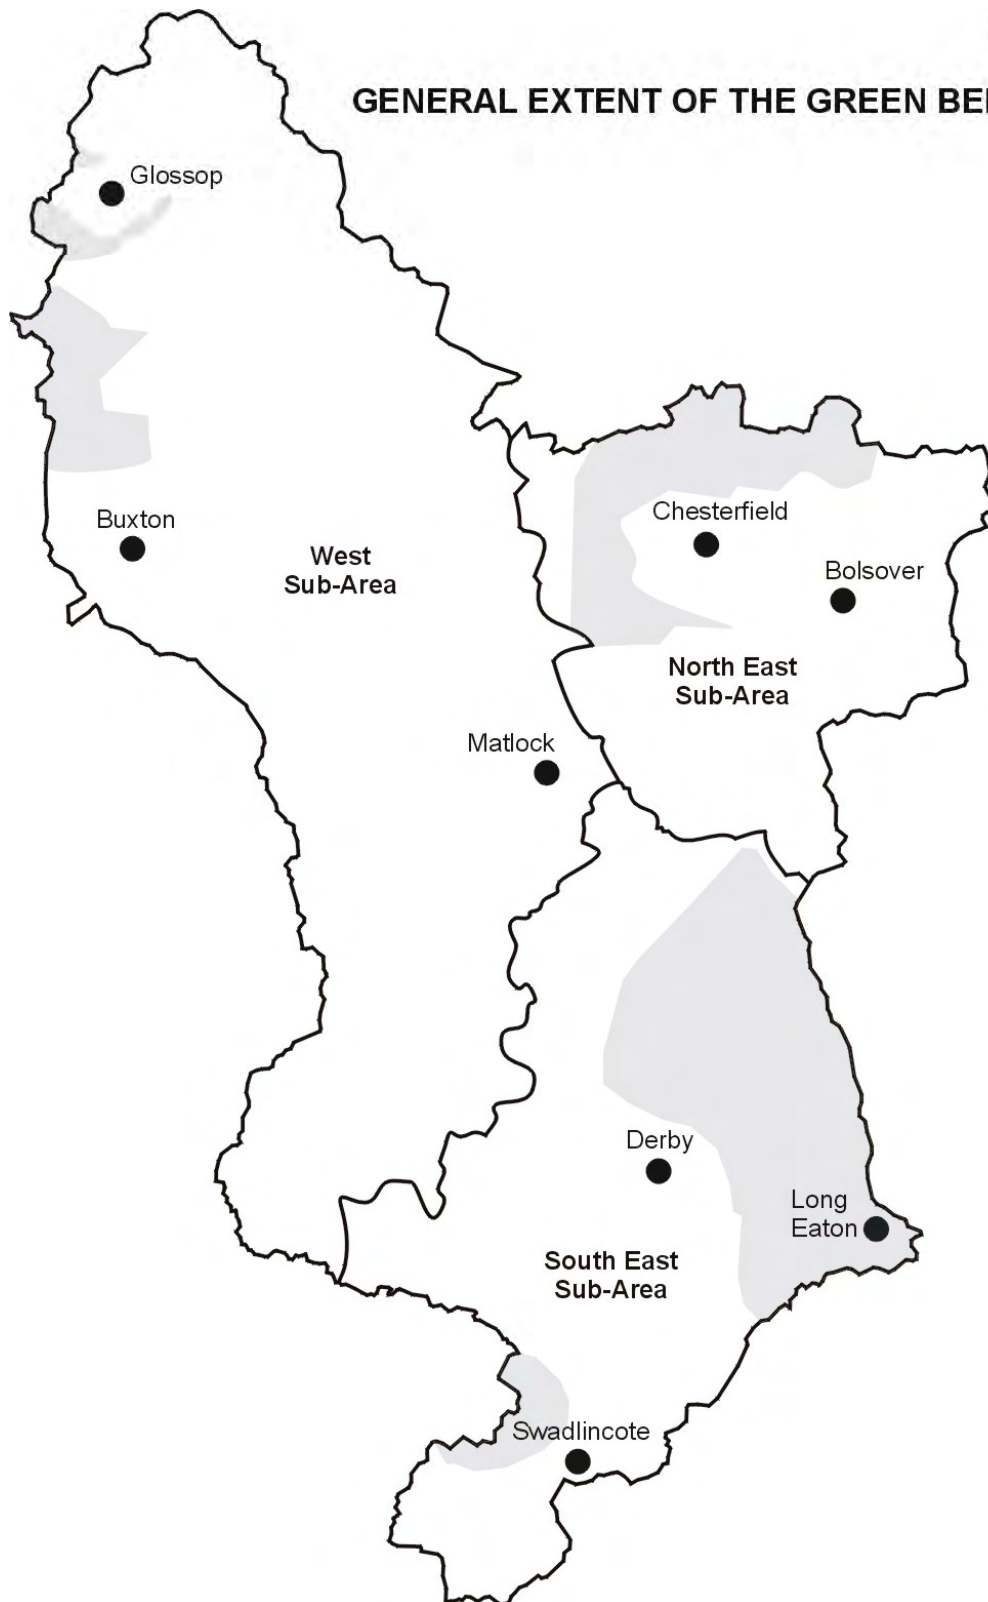 GENERAL EXTENT OF THE GREEN BE
Glossop
Buxton
West
Sub-Area
Chesterfield
Bolsover
North East
Sub-Area
Matlock
Derby
Long
Eaton
South East
Sub-Area
Swadlincote